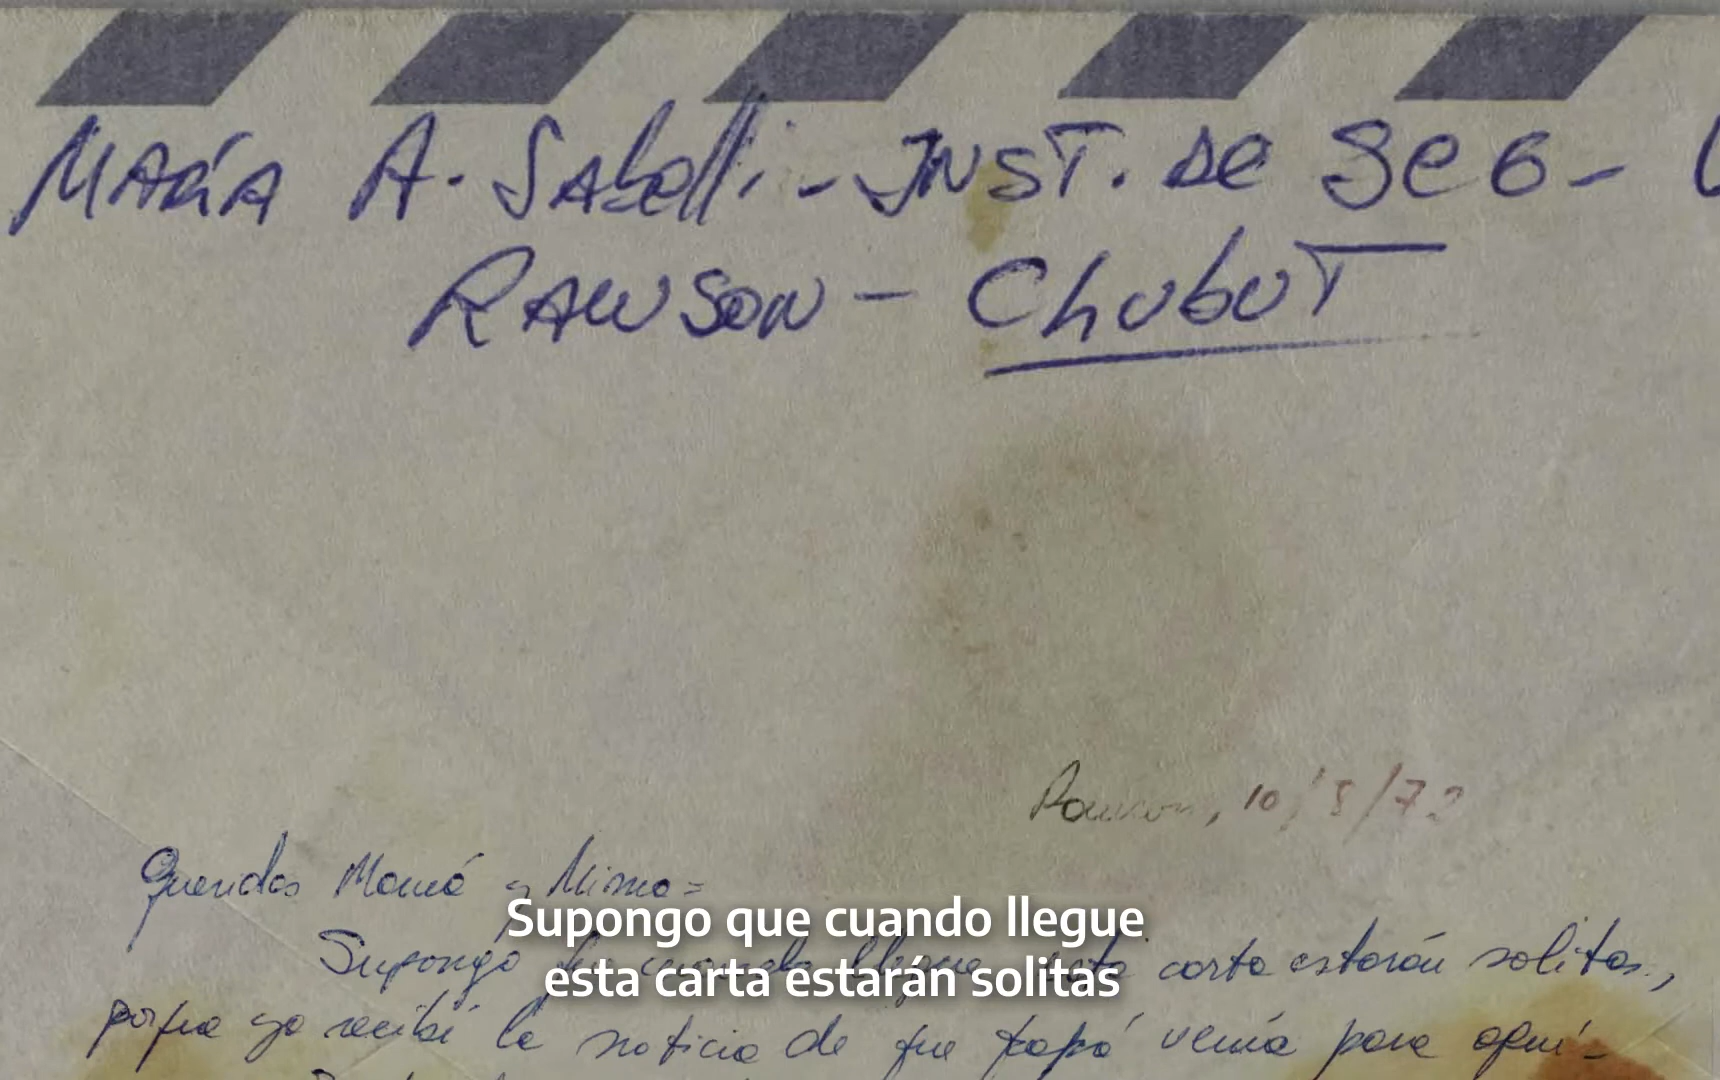 MARÍA A. SABELLI - INST. DE SEG -
RAWSON - Chubut
Rawson, 10/5/72
Queridas Mamá y Mima=
Supongo que cuando llegue esta carta estarán solitas,
Supongo que cuando llegue
esta carta estarán solitas
porque yo recibí la noticia de que papá venía para aquí-